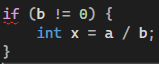 if (b != 0) {
    int x = a / b;
}